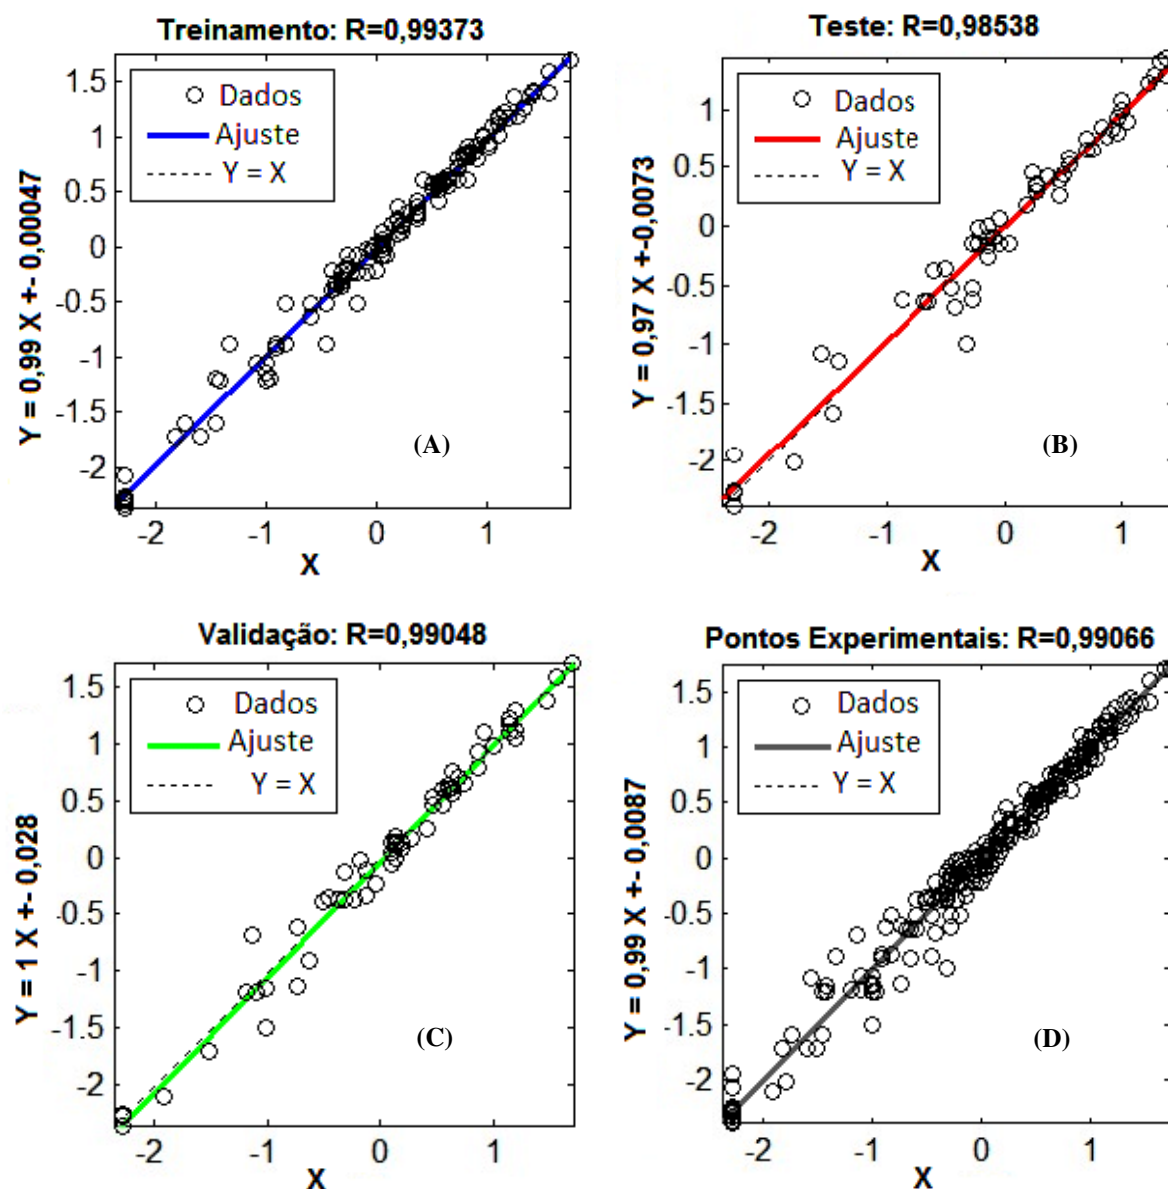 Treinamento: R=0,99373
1.5
1
0.5
0
-0.5
-1
-1.5
-2
Dados
Ajuste
Y = X
(A)
-2
-1
0
1
X
Y = 0,99 X +- 0,00047
Teste: R=0,98538
1
0.5
0
-0.5
-1
-1.5
-2
Dados
Ajuste
Y = X
(B)
-2
-1
0
1
X
Y = 0,97 X +-0,0073
Validação: R=0,99048
1.5
1
0.5
0
-0.5
-1
-1.5
-2
Dados
Ajuste
Y = X
(C)
-2
-1
0
1
X
Y = 1 X +- 0,028
Pontos Experimentais: R=0,99066
1.5
1
0.5
0
-0.5
-1
-1.5
-2
Dados
Ajuste
Y = X
(D)
-2
-1
0
1
X
Y = 0,99 X +- 0,0087